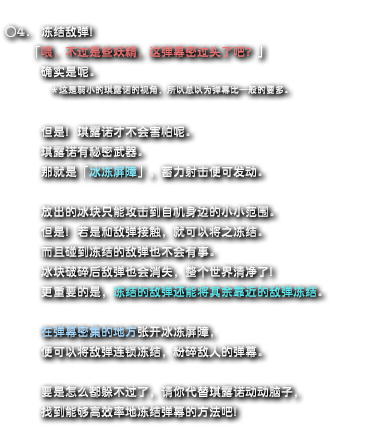 ○4. 冻结敌弹!
「喂，不过是些妖精，这弹幕密过头了吧？」
确实是呢。
*这是弱小的琪露诺的视角，所以总以为弹幕比一般的要多。
但是！琪露诺才不会害怕呢。
琪露诺有秘密武器。
那就是「冰冻屏障」，蓄力射击便可发动。
放出的冰块只能攻击到自机身边的小小范围。
但是！若是和敌弹接触，就可以将之冻结。
而且碰到冻结的敌弹也不会有事。
冰块破碎后敌弹也会消失，整个世界清净了!
更重要的是，冻结的敌弹还能将其余靠近的敌弹冻结。
在弹幕密集的地方张开冰冻屏障，
便可以将敌弹连锁冻结，粉碎敌人的弹幕。
要是怎么都躲不过了，请你代替琪露诺动动脑子，
找到能够高效率地冻结弹幕的方法吧!